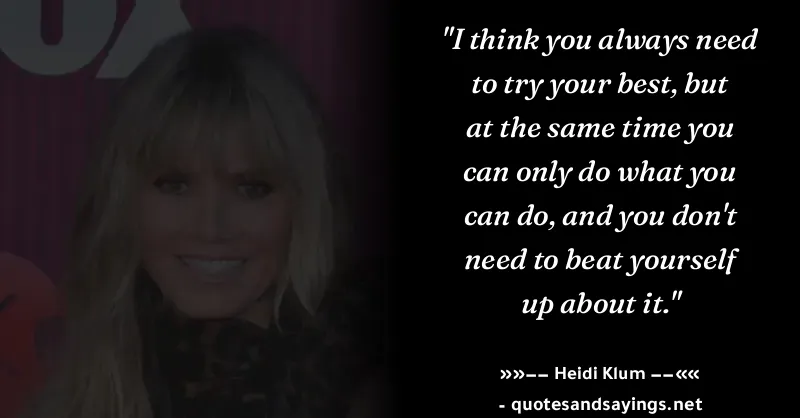 "I think you always need
to try your best, but
at the same time you
can only do what you
can do, and you don't
need to beat yourself
up about it."
»»−− Heidi Klum −−««
- quotesandsayings.net